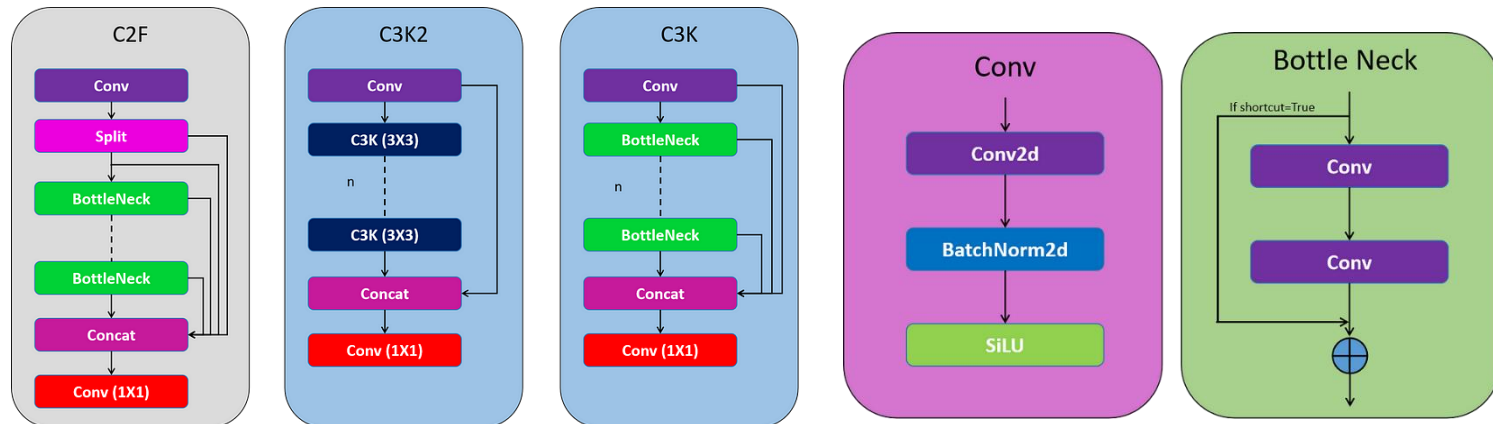 C2F
Conv
Split
BottleNeck
BottleNeck
Concat
Conv (1X1)
C3K2
Conv
C3K (3X3)
n
C3K (3X3)
Concat
Conv (1X1)
C3K
Conv
BottleNeck
n
BottleNeck
Concat
Conv (1X1)
Conv
Conv2d
BatchNorm2d
SiLU
Bottle Neck
If shortcut=True
Conv
Conv